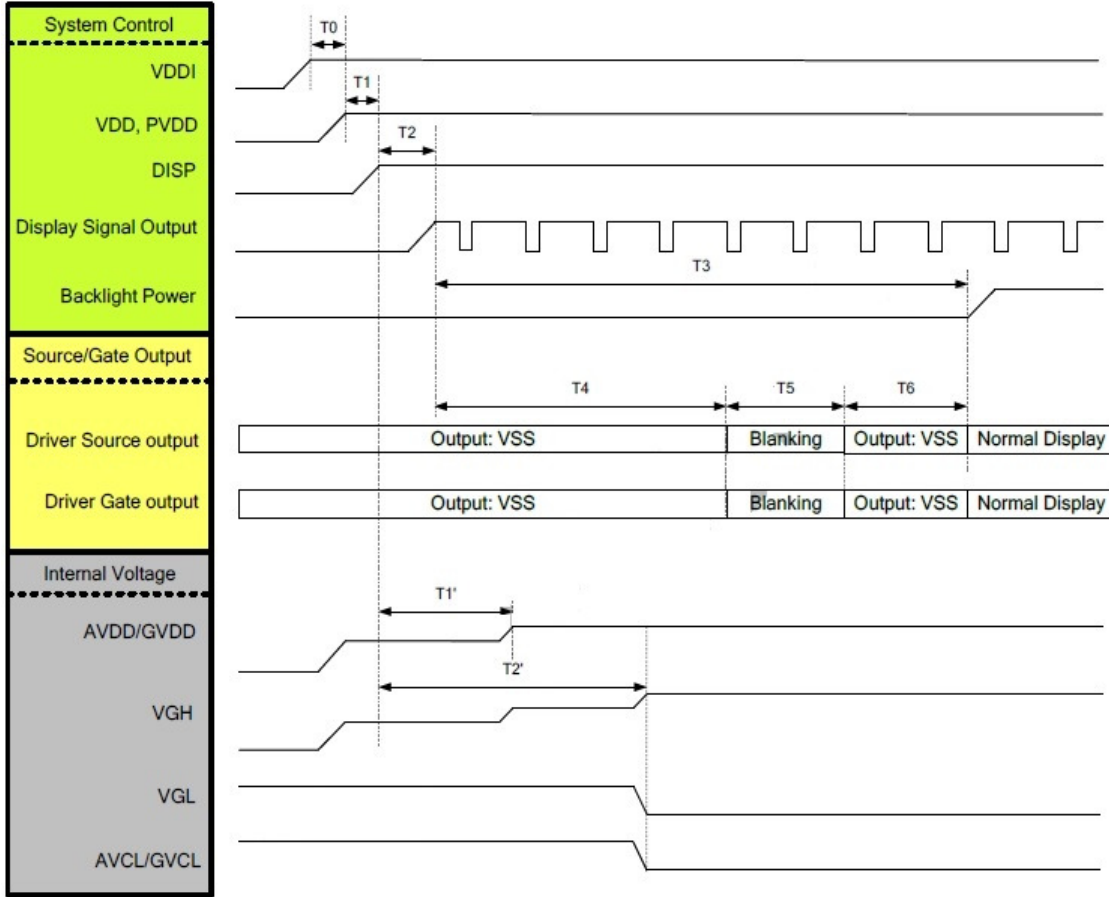 System Control
T0
VDDI
T1
VDD, PVDD
T2
DISP
Display Signal Output
T3
Backlight Power
Source/Gate Output
T4 T5 T6
Driver Source output Output: VSS Blanking Output: VSS Normal Display
Driver Gate output Output: VSS Blanking Output: VSS Normal Display
Internal Voltage
T1'
AVDD/GVDD
T2'
VGH
VGL
AVCL/GVCL